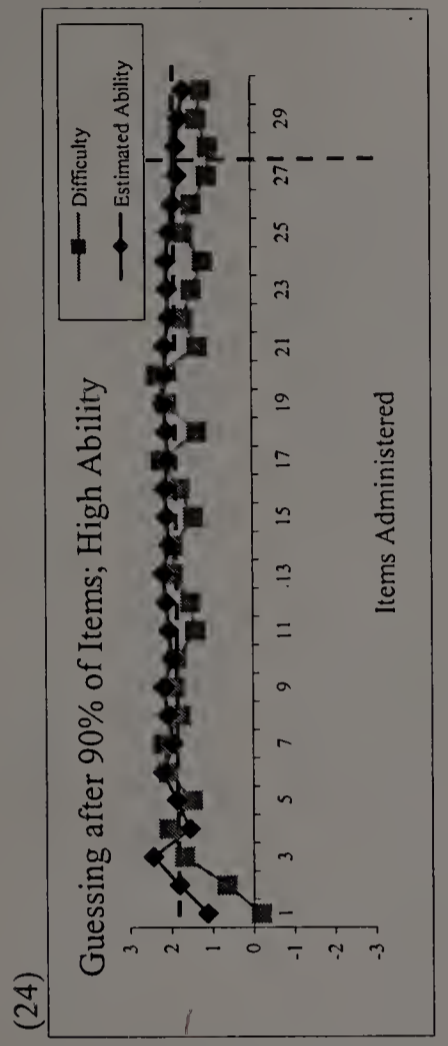 (24)
Guessing after 90% of Items; High Ability
Difficulty
Estimated Ability
3
2
1
0
-1
-2
-3
1 3 5 7 9 11 13 15 17 19 21 23 25 27 29
Items Administered